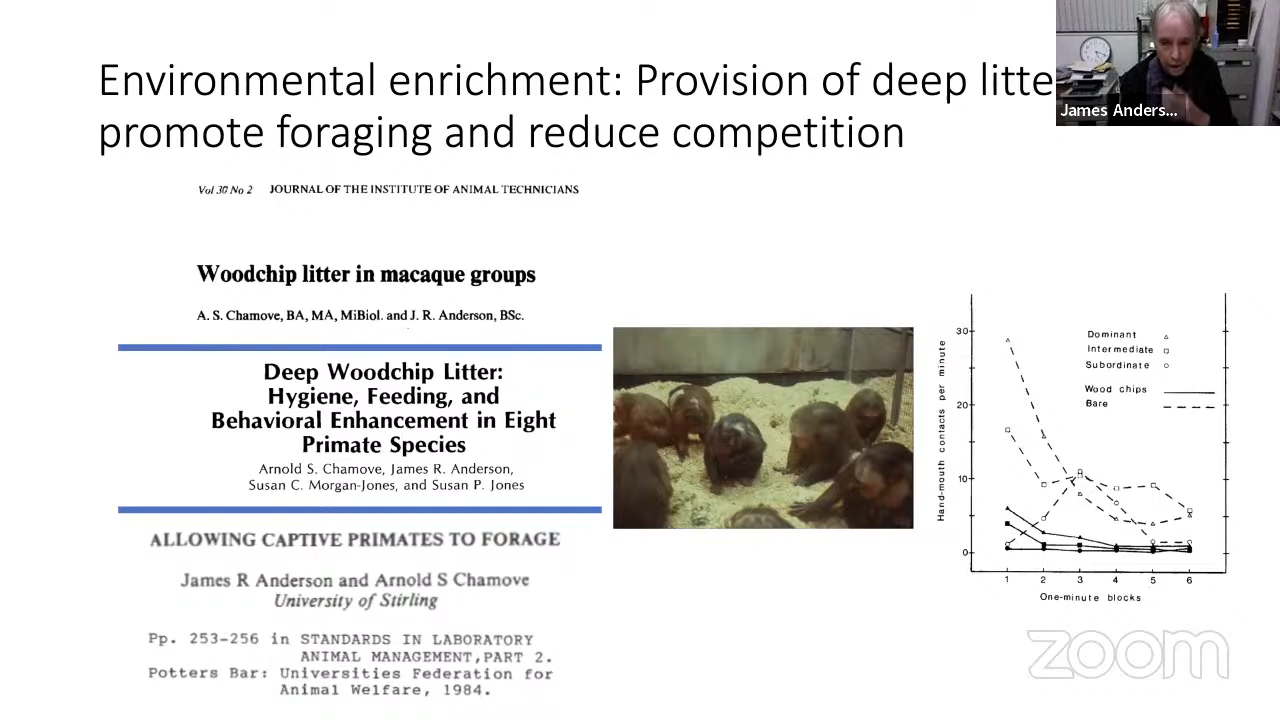 Environmental enrichment: Provision of deep litte
promote foraging and reduce competition
James Anders...
Vol 30 No 2 JOURNAL OF THE INSTITUTE OF ANIMAL TECHNICIANS
Woodchip litter in macaque groups
A. S. Chamove, BA, MA, MiBiol. and J. R. Anderson, BSc.
Deep Woodchip Litter:
Hygiene, Feeding, and
Behavioral Enhancement in Eight
Primate Species
Arnold S. Chamove, James R. Anderson,
Susan C. Morgan-Jones, and Susan P. Jones
ALLOWING CAPTIVE PRIMATES TO FORAGE
James R Anderson and Arnold S Chamove
University of Stirling
Pp. 253-256 in STANDARDS IN LABORATORY
ANIMAL MANAGEMENT, PART 2.
Potters Bar: Universities Federation for
Animal Welfare, 1984.
Hand-mouth contacts per minute
30
20
10
0
Dominant
Intermediate
Subordinate
Wood chips
Bare
1 2 3 4 5 6
One-minute blocks
zoom